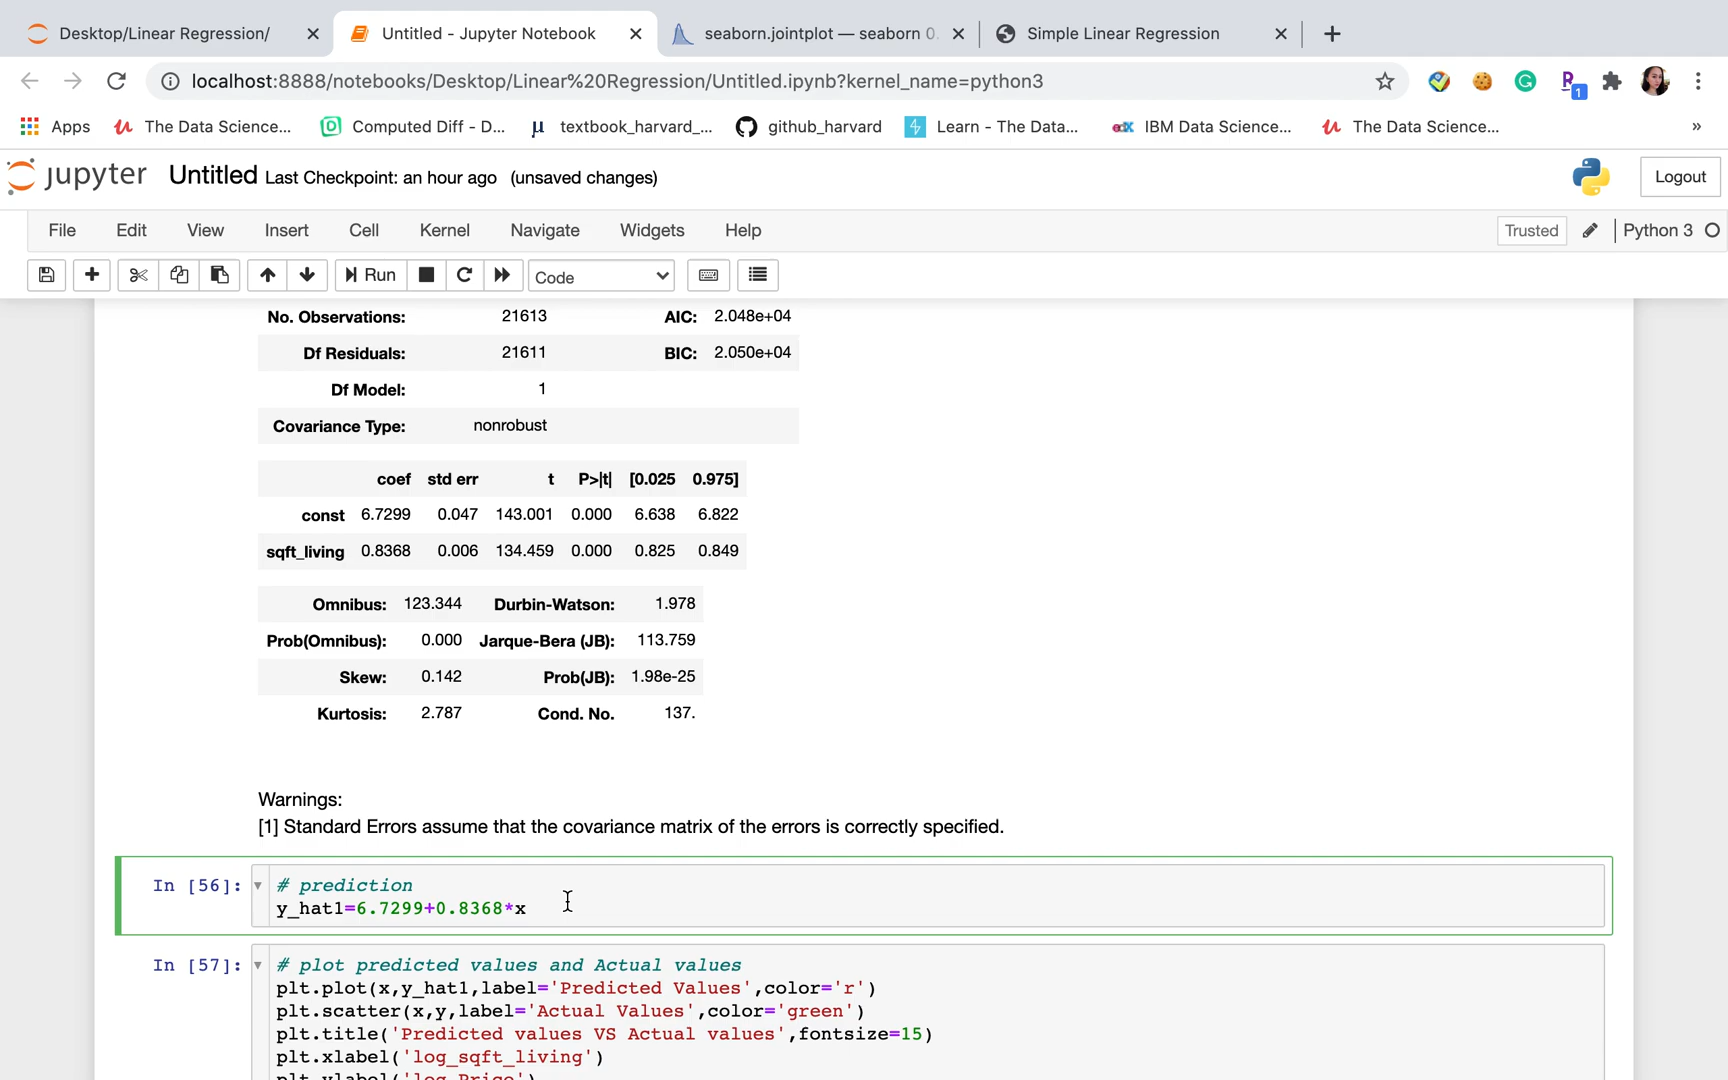 Desktop/Linear Regression/
Untitled - Jupyter Notebook
seaborn.jointplot — seaborn 0.
Simple Linear Regression
localhost:8888/notebooks/Desktop/Linear%20Regression/Untitled.ipynb?kernel_name=python3
1
Apps
The Data Science...
Computed Diff - D...
textbook_harvard_...
github_harvard
Learn - The Data...
edX IBM Data Science...
The Data Science...
»
jupyter Untitled Last Checkpoint: an hour ago (unsaved changes)
Logout
File Edit View Insert Cell Kernel Navigate Widgets Help
Trusted Python 3
Run Code
No. Observations: 21613 AIC: 2.048e+04
Df Residuals: 21611 BIC: 2.050e+04
Df Model: 1
Covariance Type: nonrobust
coef std err t P>|t| [0.025 0.975]
const 6.7299 0.047 143.001 0.000 6.638 6.822
sqft_living 0.8368 0.006 134.459 0.000 0.825 0.849
Omnibus: 123.344 Durbin-Watson: 1.978
Prob(Omnibus): 0.000 Jarque-Bera (JB): 113.759
Skew: 0.142 Prob(JB): 1.98e-25
Kurtosis: 2.787 Cond. No. 137.
Warnings:
[1] Standard Errors assume that the covariance matrix of the errors is correctly specified.
In [56]: # prediction
y_hat1=6.7299+0.8368*x
In [57]: # plot predicted values and Actual values
plt.plot(x,y_hat1,label='Predicted Values',color='r')
plt.scatter(x,y,label='Actual Values',color='green')
plt.title('Predicted values VS Actual values',fontsize=15)
plt.xlabel('log_sqft_living')
plt.ylabel('log_Price')